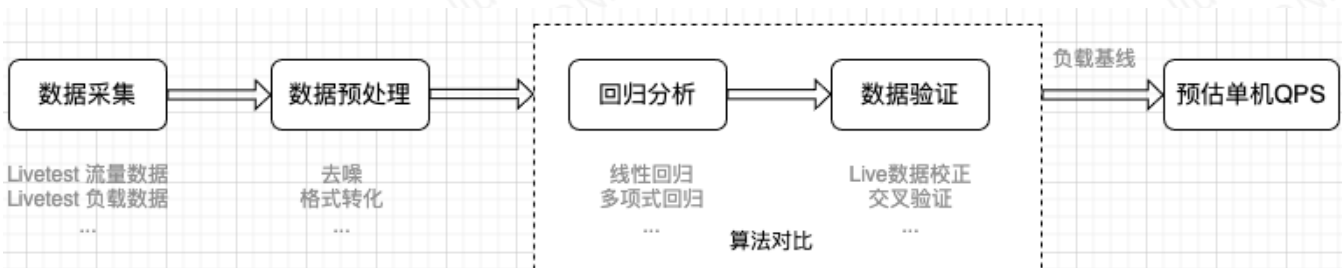 数据采集
Livetest 流量数据
Livetest 负载数据
...
数据预处理
去噪
格式转化
...
回归分析
线性回归
多项式回归
...
数据验证
Live数据校正
交叉验证
...
算法对比
负载基线
预估单机QPS